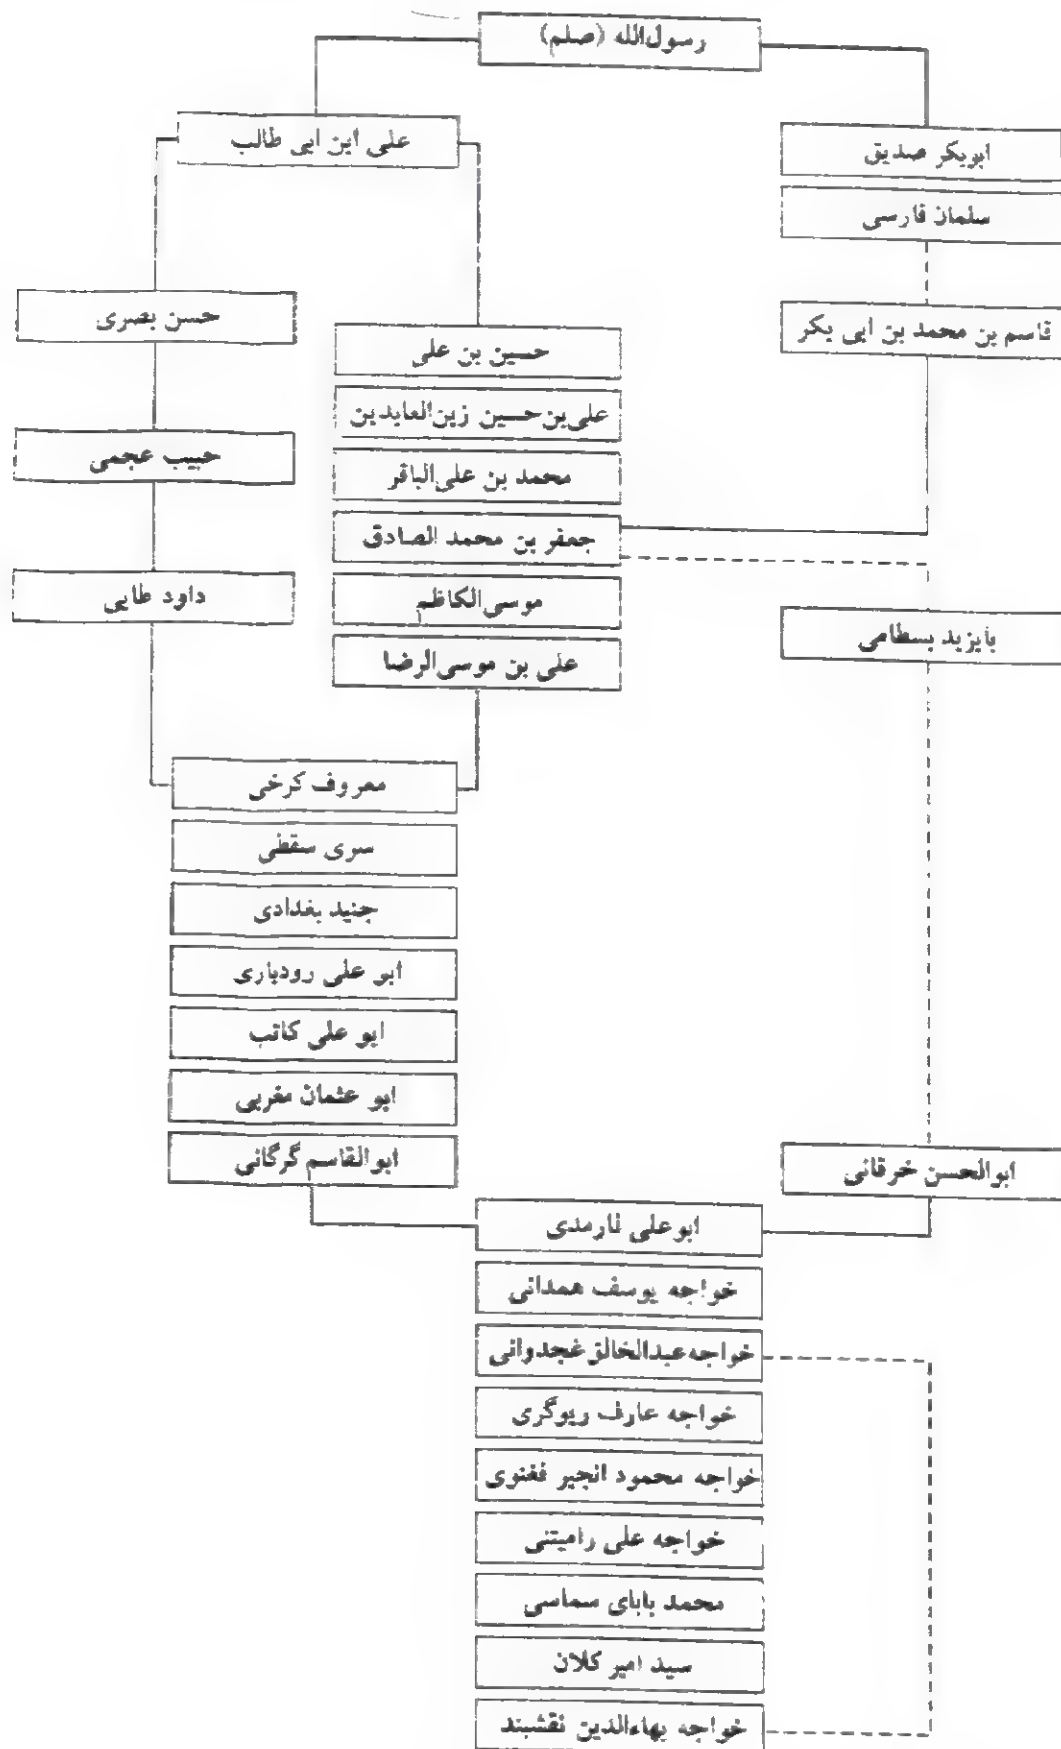 رسول‌الله (صلم)
علی ابن ابی طالب
ابوبکر صدیق
سلمان فارسی
حسن بصری
قاسم بن محمد بن ابی بکر
حسین بن علی
علی‌بن‌حسین زین‌العابدین
حبیب عجمی
محمد بن علی‌الباقر
جعفر بن محمد الصادق
داود طایی
موسی‌الکاظم
بایزید بسطامی
علی بن موسی‌الرضا
معروف کرخی
سری سقطی
جنید بغدادی
ابو علی رودباری
ابو علی کاتب
ابو عثمان مغربی
ابوالقاسم گرگانی
ابوالحسن خرقانی
ابوعلی فارمدی
خواجه یوسف همدانی
خواجه عبدالخالق غجدوانی
خواجه عارف ریوگری
خواجه محمود انجیر فغنوی
خواجه علی رامیتنی
محمد بابای سماسی
سید امیر کلان
خواجه بهاءالدین نقشبند